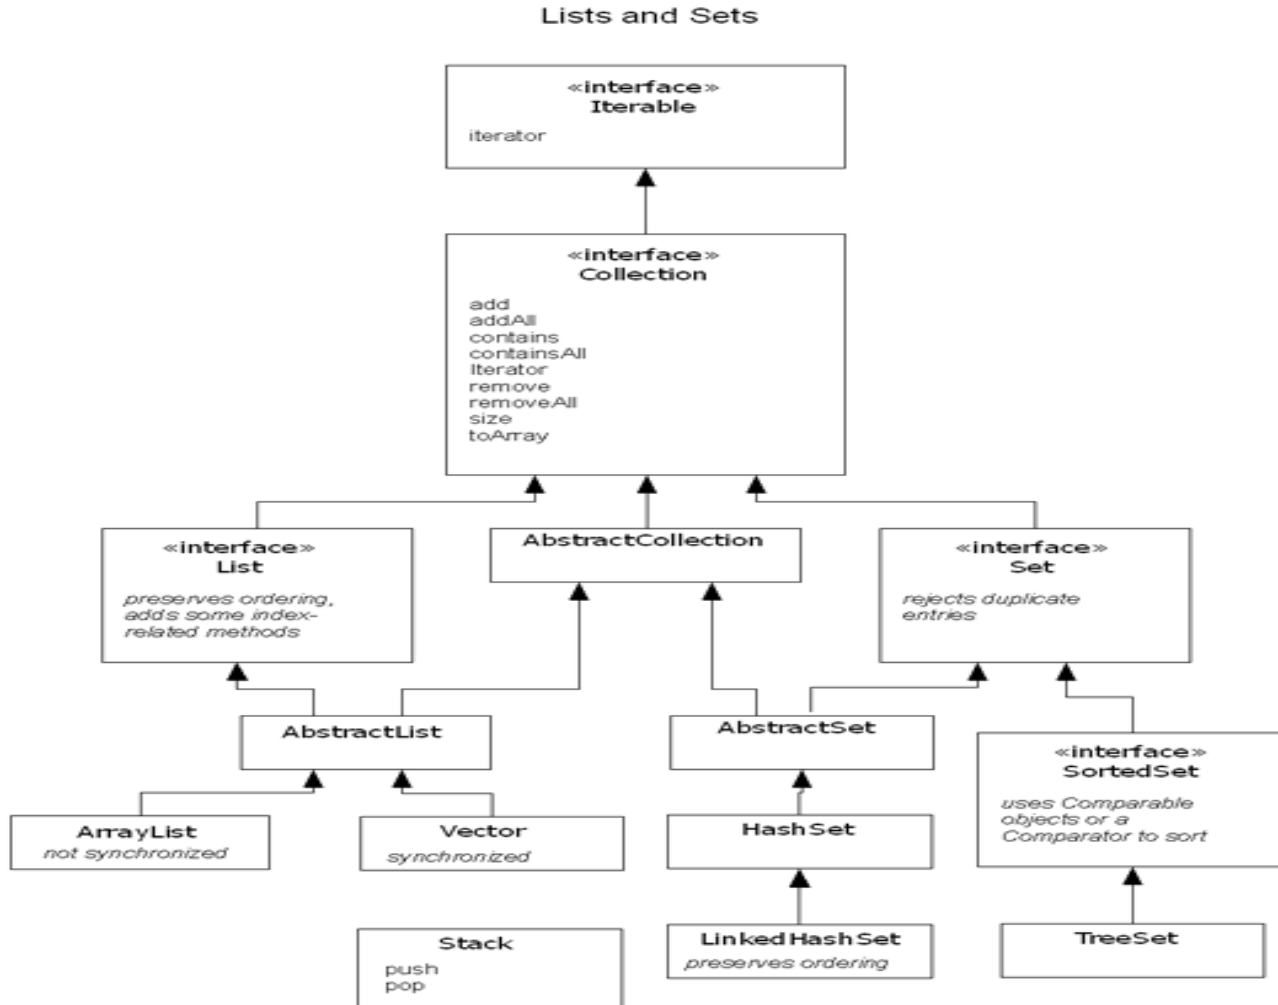 Lists and Sets
«interface»
Iterable
iterator
«interface»
Collection
add
addAll
contains
containsAll
Iterator
remove
removeAll
size
toArray
«interface»
List
preserves ordering,
adds some index-
related methods
AbstractCollection
«interface»
Set
rejects duplicate
entries
AbstractList
AbstractSet
«interface»
SortedSet
uses Comparable
objects or a
Comparator to sort
ArrayList
not synchronized
Vector
synchronized
HashSet
Stack
push
pop
LinkedHashSet
preserves ordering
TreeSet